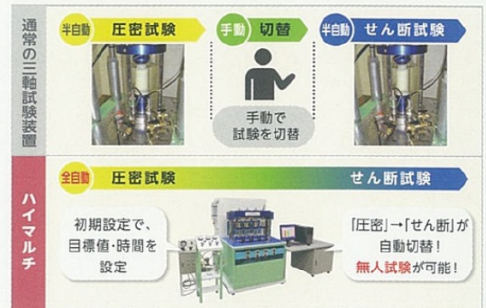 通常の三軸試験装置
半自動 圧密試験
手動 切替
半自動 せん断試験
手動で
試験を切替
ハイマルチ
全自動 圧密試験 せん断試験
初期設定で、
目標値・時間を
設定
「圧密」→「せん断」が
自動切替!
無人試験が可能!